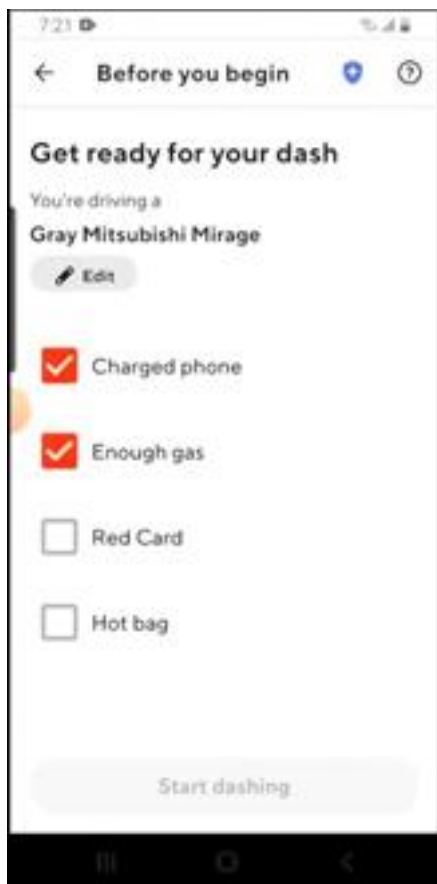 7:21
Before you begin
Get ready for your dash
You're driving a
Gray Mitsubishi Mirage
Edit
Charged phone
Enough gas
Red Card
Hot bag
Start dashing